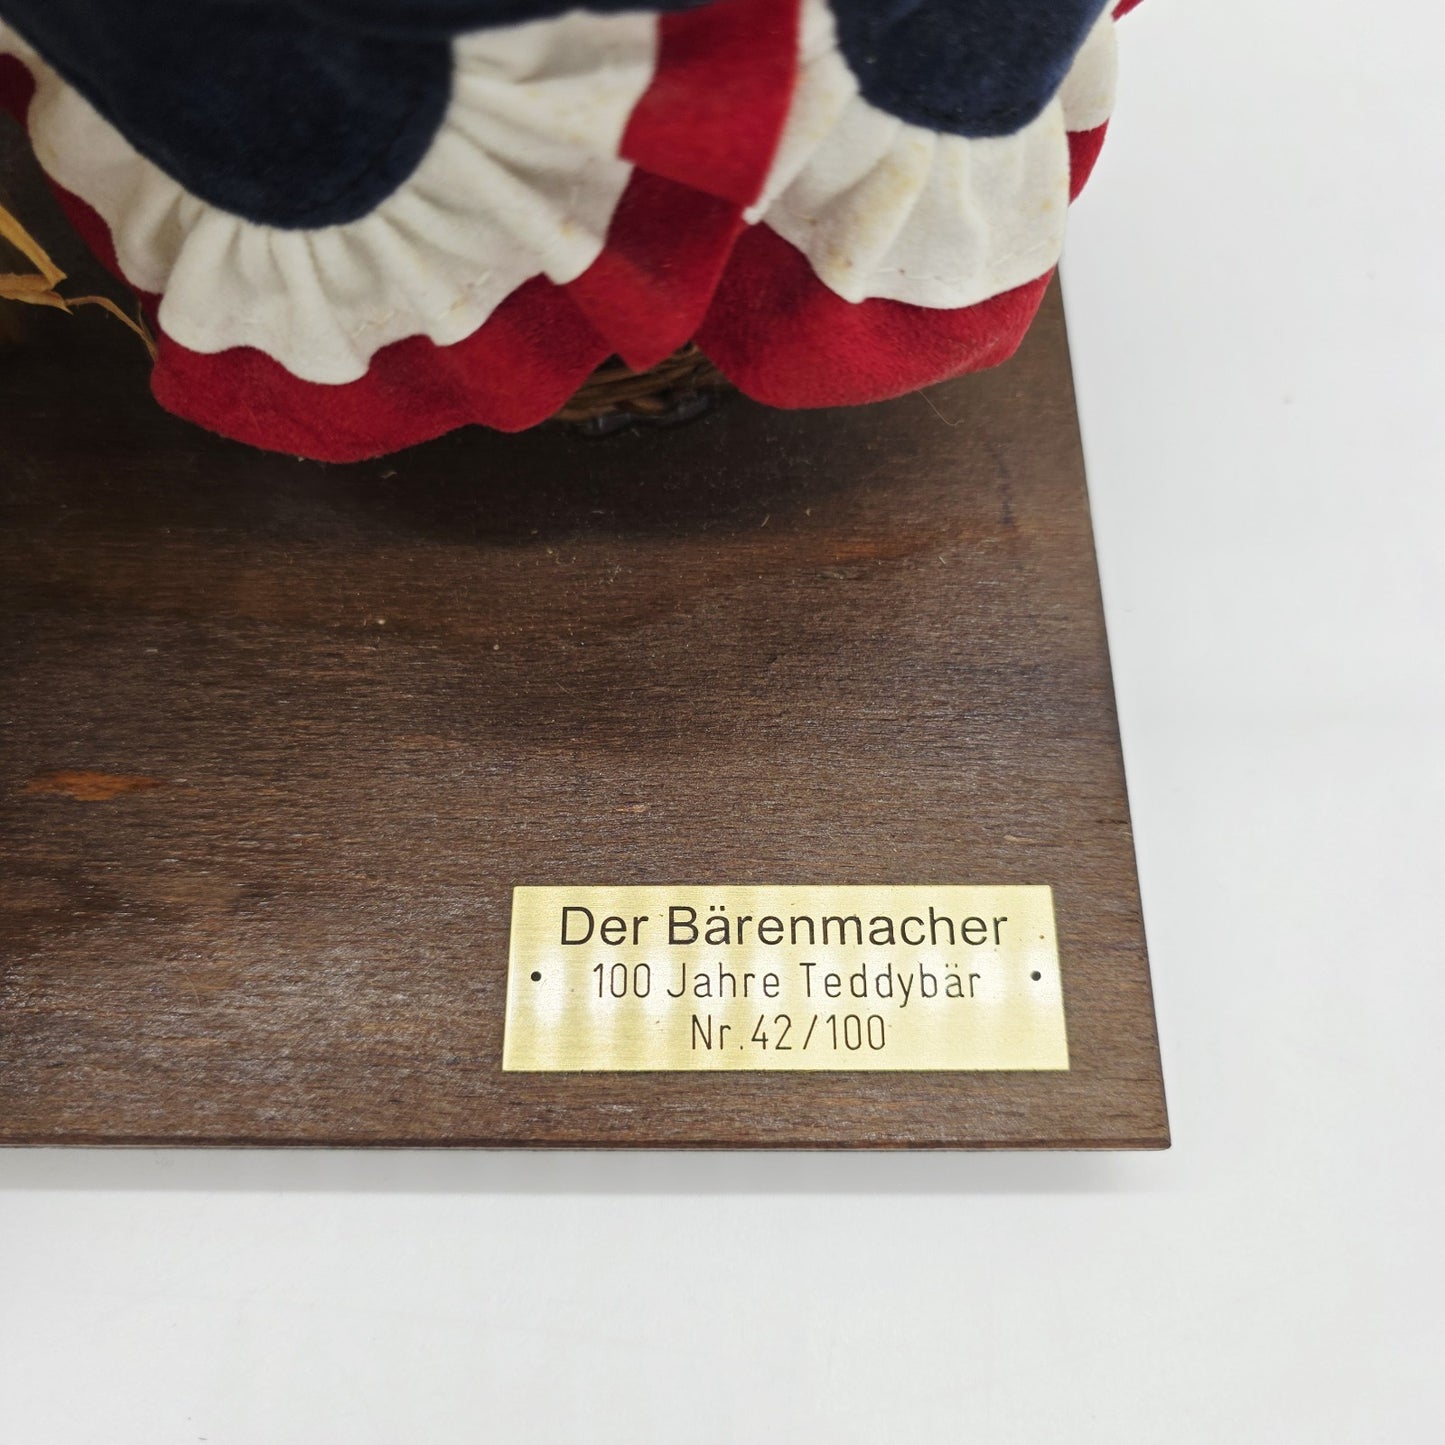 Der Bärenmacher
100 Jahre Teddybär
Nr.42/100